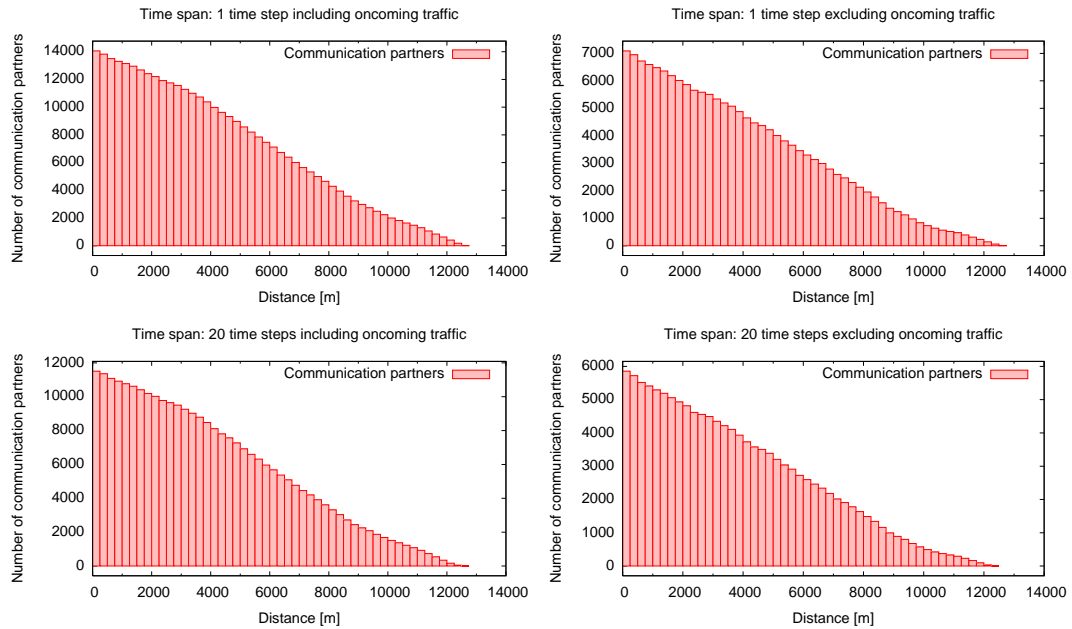 Time span: 1 time step including oncoming traffic
Number of communication partners
14000
12000
10000
8000
6000
4000
2000
0
Communication partners
0 2000 4000 6000 8000 10000 12000 14000
Distance [m]
Time span: 1 time step excluding oncoming traffic
Number of communication partners
7000
6000
5000
4000
3000
2000
1000
0
Communication partners
0 2000 4000 6000 8000 10000 12000 14000
Distance [m]
Time span: 20 time steps including oncoming traffic
Number of communication partners
12000
10000
8000
6000
4000
2000
0
Communication partners
0 2000 4000 6000 8000 10000 12000 14000
Distance [m]
Time span: 20 time steps excluding oncoming traffic
Number of communication partners
6000
5000
4000
3000
2000
1000
0
Communication partners
0 2000 4000 6000 8000 10000 12000 14000
Distance [m]